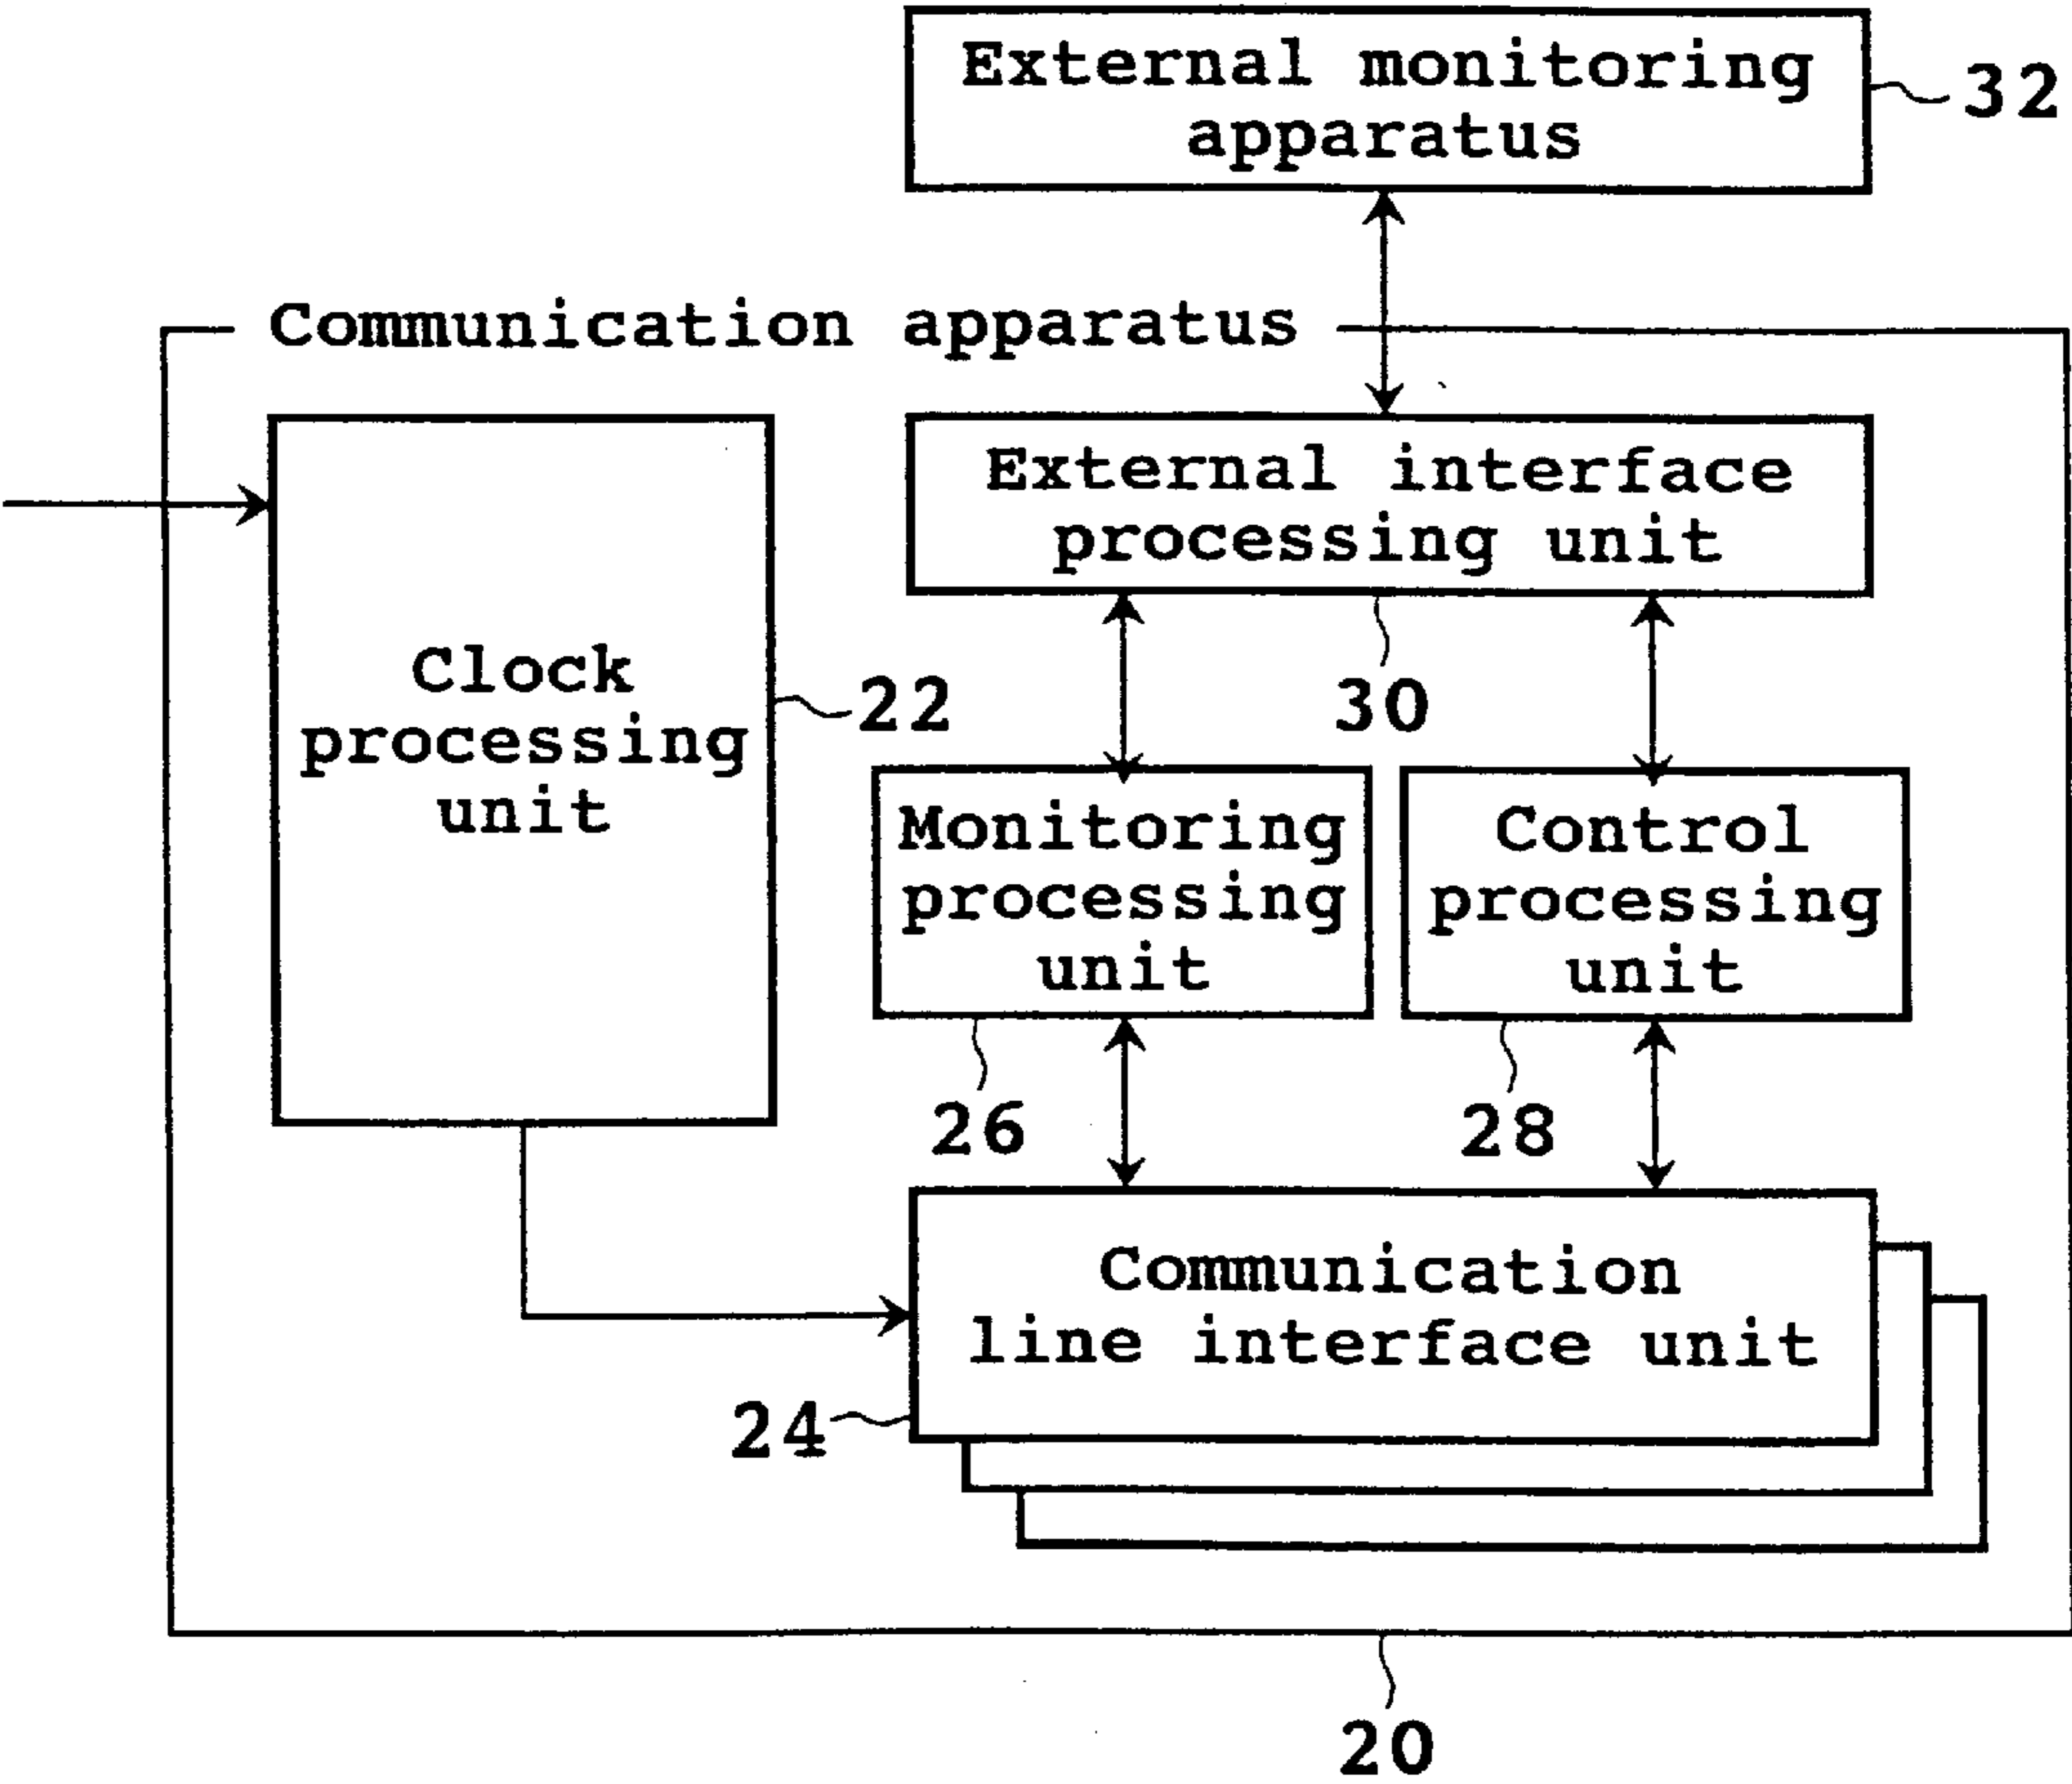 External monitoring
apparatus
32
Communication apparatus
External interface
processing unit
30
Clock
processing
unit
22
Monitoring
processing
unit
26
Control
processing
unit
28
Communication
line interface unit
24
20